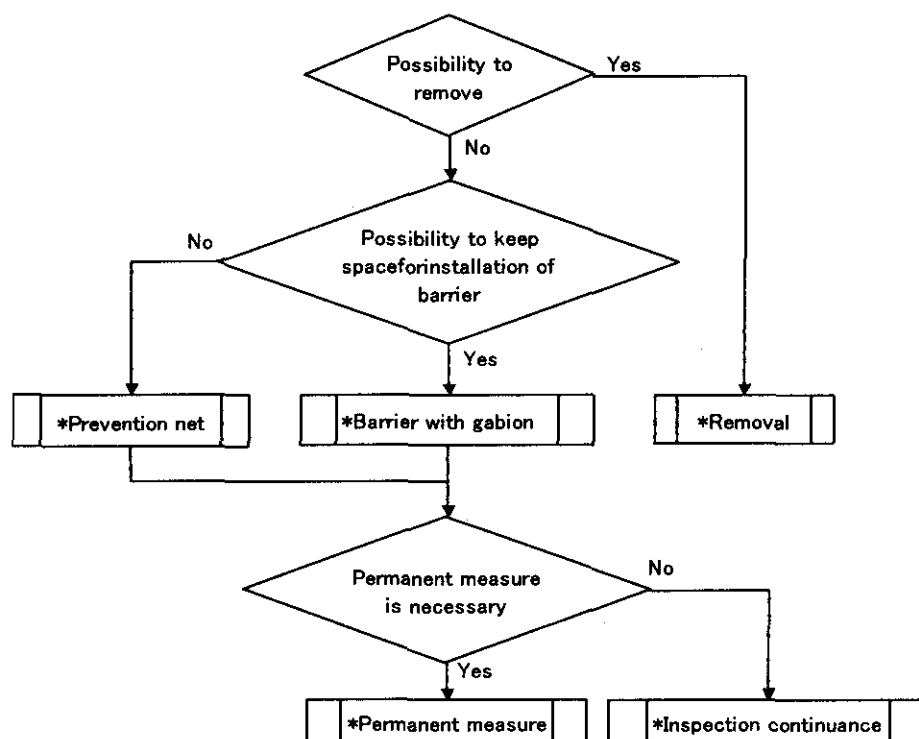 Possibility to
remove
Yes
No
Possibility to keep
spaceforinstallation of
barrier
No
Yes
*Prevention net
*Barrier with gabion
*Removal
Permanent measure
is necessary
No
Yes
*Permanent measure
*Inspection continuance